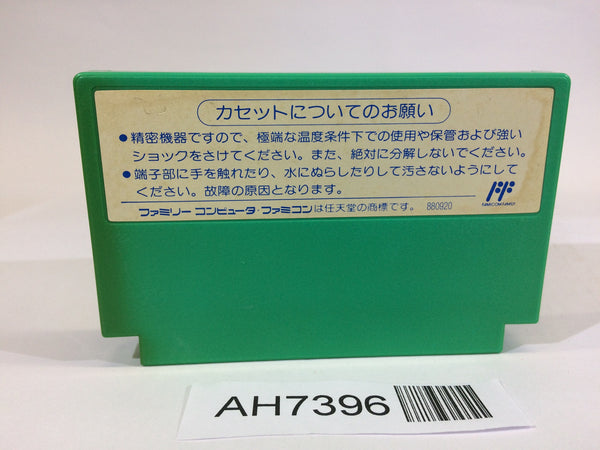 カセットについてのお願い
●精密機器ですので、極端な温度条件下での使用や保管および強い
ショックをさけてください。また、絶対に分解しないでください。
●端子部に手を触れたり、水にぬらしたりして汚さないようにして
ください。故障の原因となります。
ファミリー コンピュータ・ファミコンは任天堂の商標です。 880920
FAMICOM FAMILY
AH7396